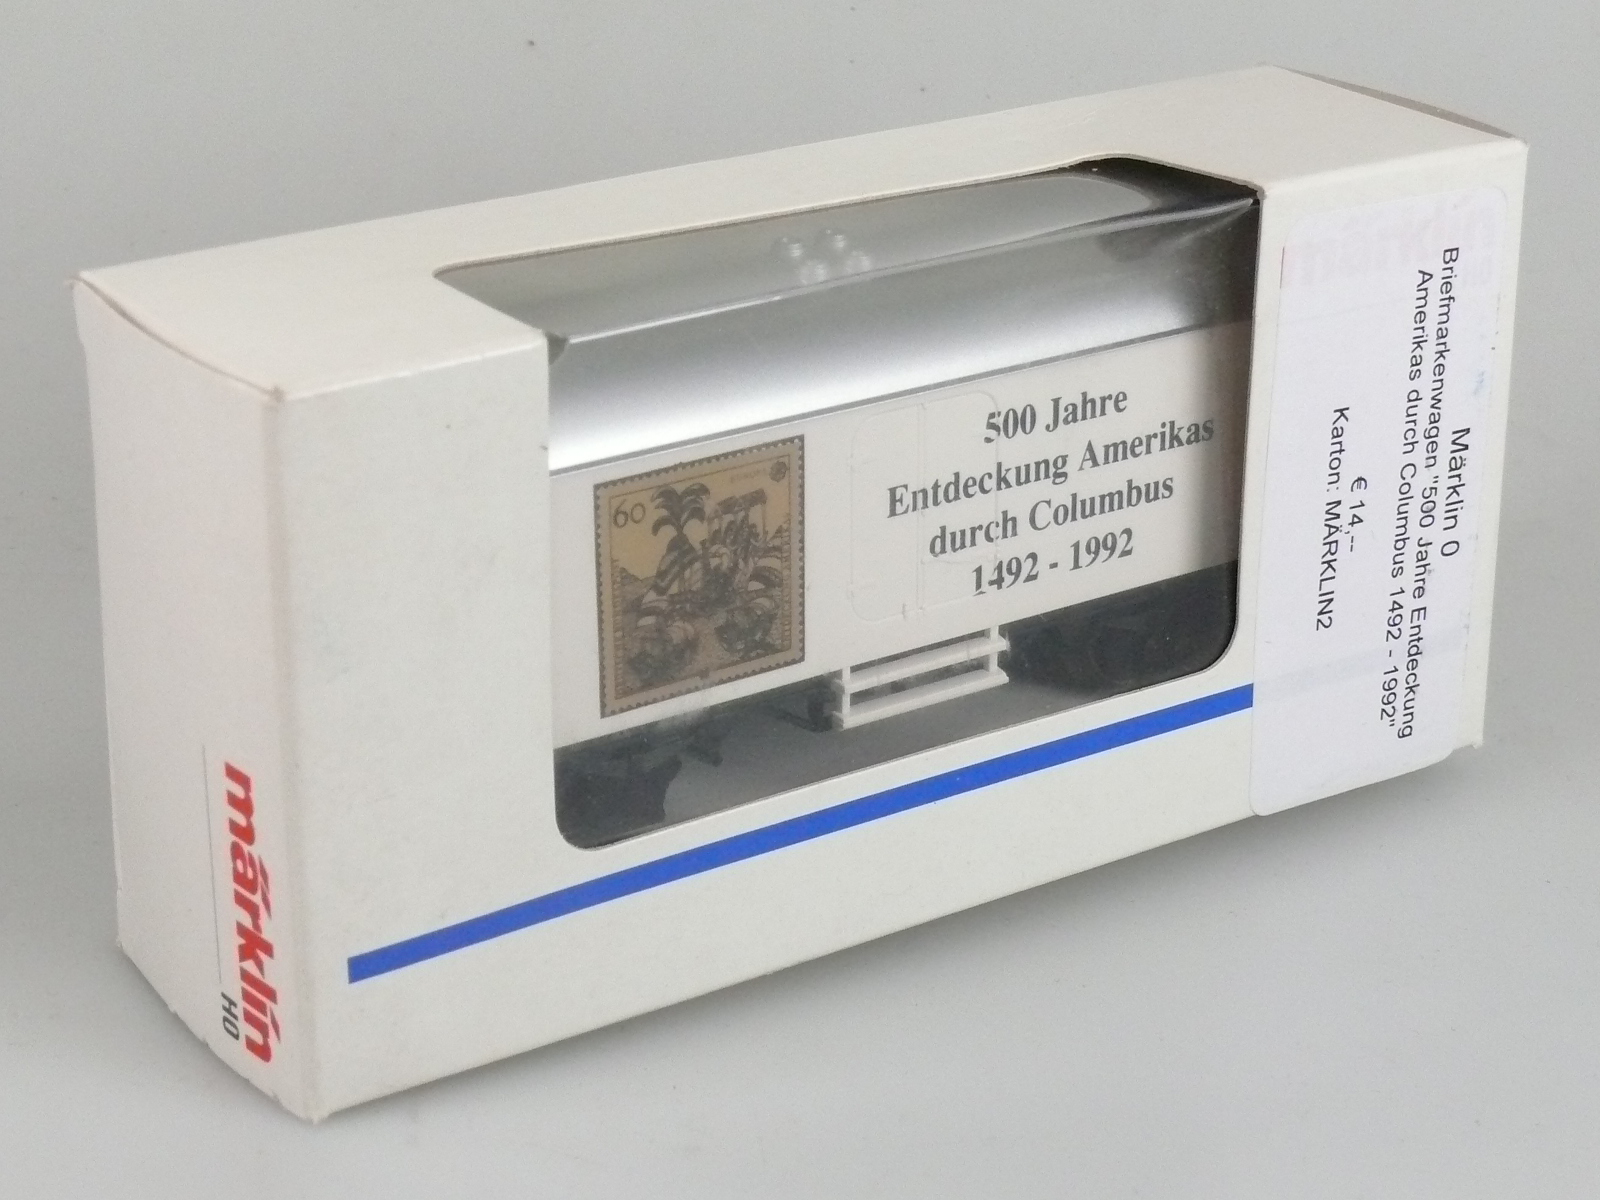 500 Jahre
Entdeckung Amerikas
durch Columbus
1492 - 1992
60
märklin
HO
Märklin 0
Briefmarkenwagen "500 Jahre Entdeckung
Amerikas durch Columbus 1492 - 1992"
€ 14,--
Karton: MÄRKLIN2